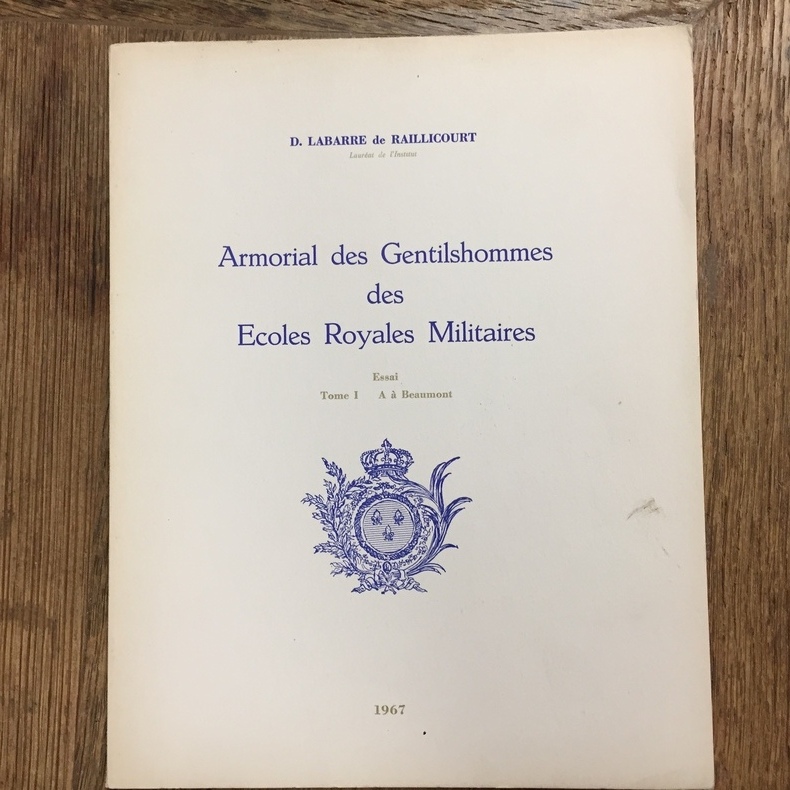 D. LABARRE de RAILLICOURT
Lauréat de l'Institut
Armorial des Gentilshommes
des
Ecoles Royales Militaires
Essai
Tome I A à Beaumont
1967